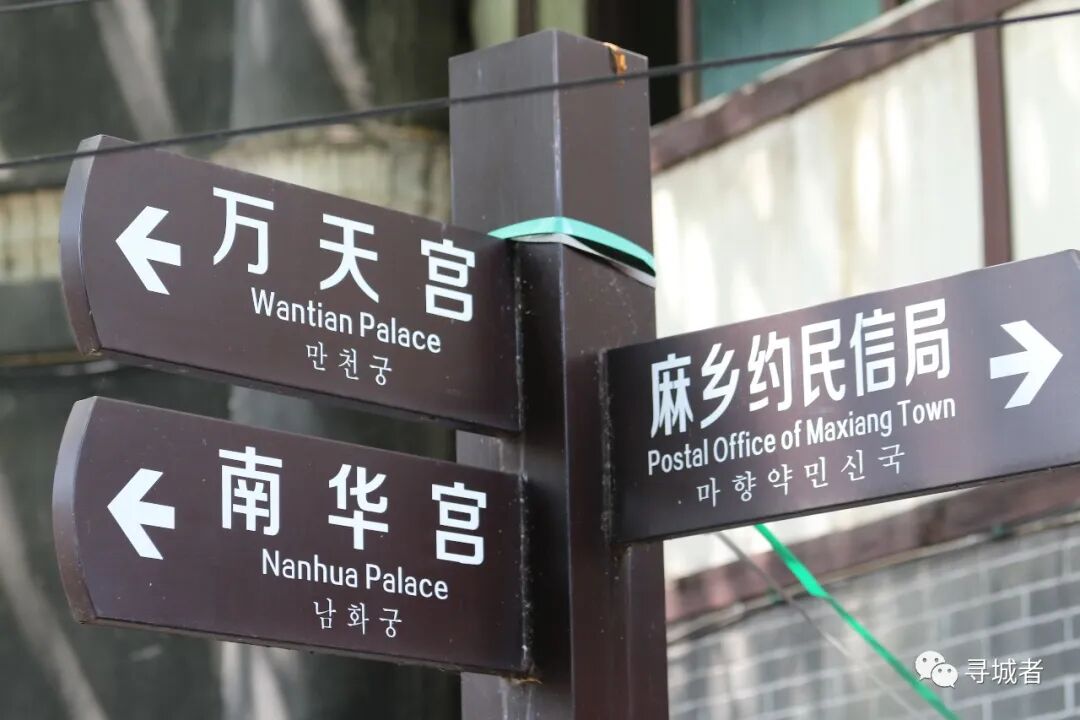 万天宫
Wantian Palace
만천궁
南华宫
Nanhua Palace
남화궁
麻乡约民信局
Postal Office of Maxiang Town
마향약민신국
寻城者